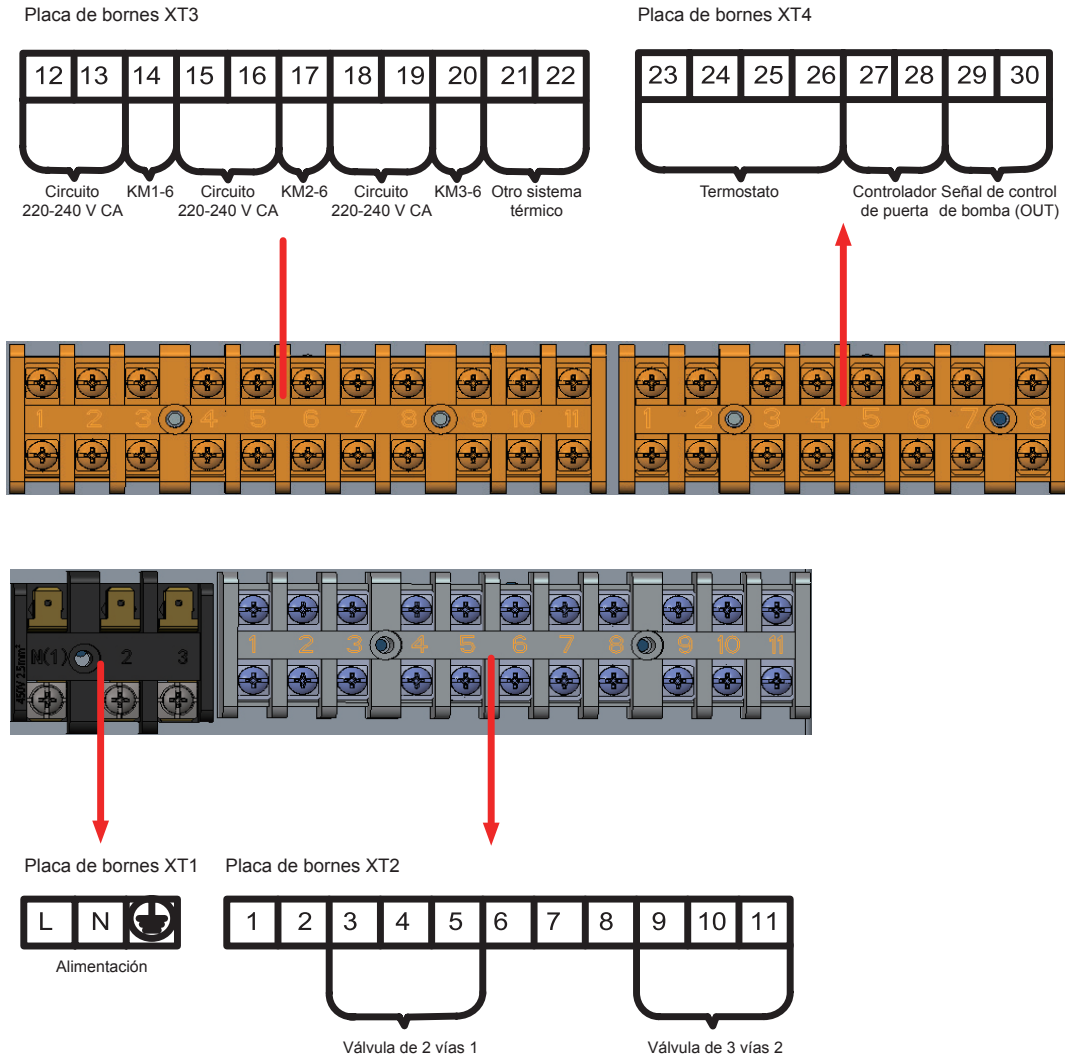 Placa de bornes XT3
Placa de bornes XT4
12 13 14 15 16 17 18 19 20 21 22
23 24 25 26 27 28 29 30
Circuito
220-240 V CA
KM1-6
Circuito
220-240 V CA
KM2-6
Circuito
220-240 V CA
KM3-6
Otro sistema
térmico
Termostato
Controlador
de puerta
Señal de control
de bomba (OUT)
1 2 3 4 5 6 7 8 9 10 11
1 2 3 4 5 6 7 8
450V 2.5mm²
N(1) 2 3
1 2 3 4 5 6 7 8 9 10 11
Placa de bornes XT1
Placa de bornes XT2
L N
1 2 3 4 5 6 7 8 9 10 11
Alimentación
Válvula de 2 vías 1
Válvula de 3 vías 2